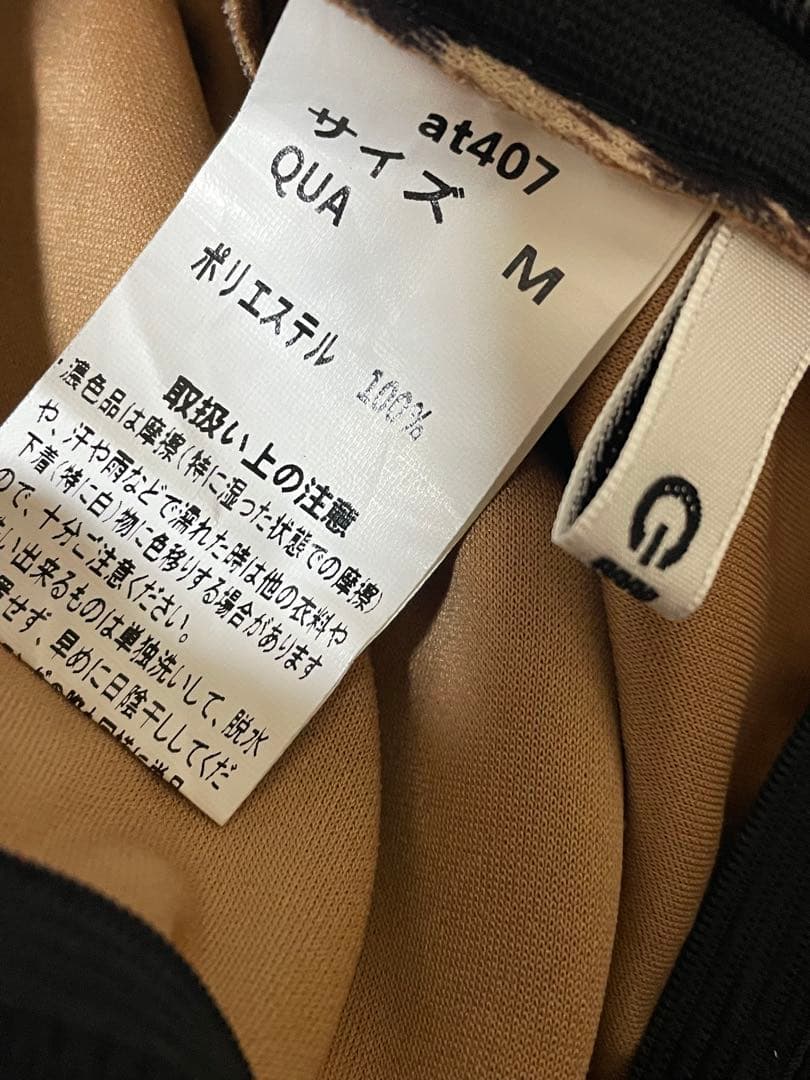 at407
サイズ
QUA
M
ポリエステル 100%
取扱い上の注意
・濃色品は摩擦(特に湿った状態での摩擦)
や、汗や雨などで濡れた時は他の衣料や
下着(特に白)物に色移りする場合があります
ので、十分ご注意ください。
い出来るものは単独洗いして、脱水
置せず、早めに日陰干ししてくだ